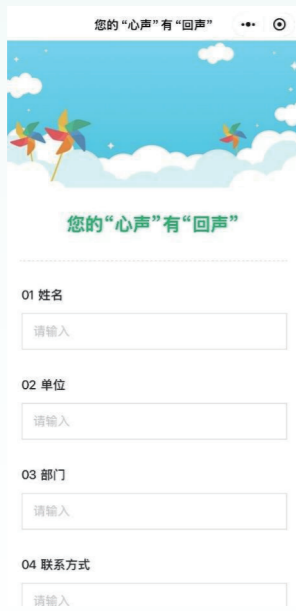 您的“心声”有“回声”
您的“心声”有“回声”
01 姓名
请输入
02 单位
请输入
03 部门
请输入
04 联系方式
请输入